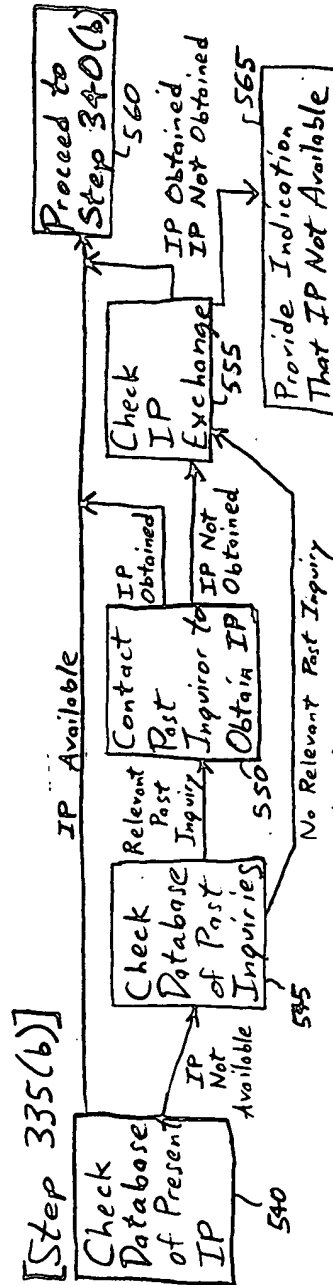 [Step 335(b)]
Check
Database
of Present
IP
540
IP
Not
Available
IP Available
Check
Database
of Past
Inquiries
545
Relevant
Past
Inquiry
No Relevant Past Inquiry
Contact
Past
Inquiror to
Obtain IP
550
IP
Obtained
IP Not
Obtained
Check
IP
Exchange
555
IP Obtained
IP Not Obtained
Proceed to
Step 340(b)
560
565
Provide Indication
That IP Not Available